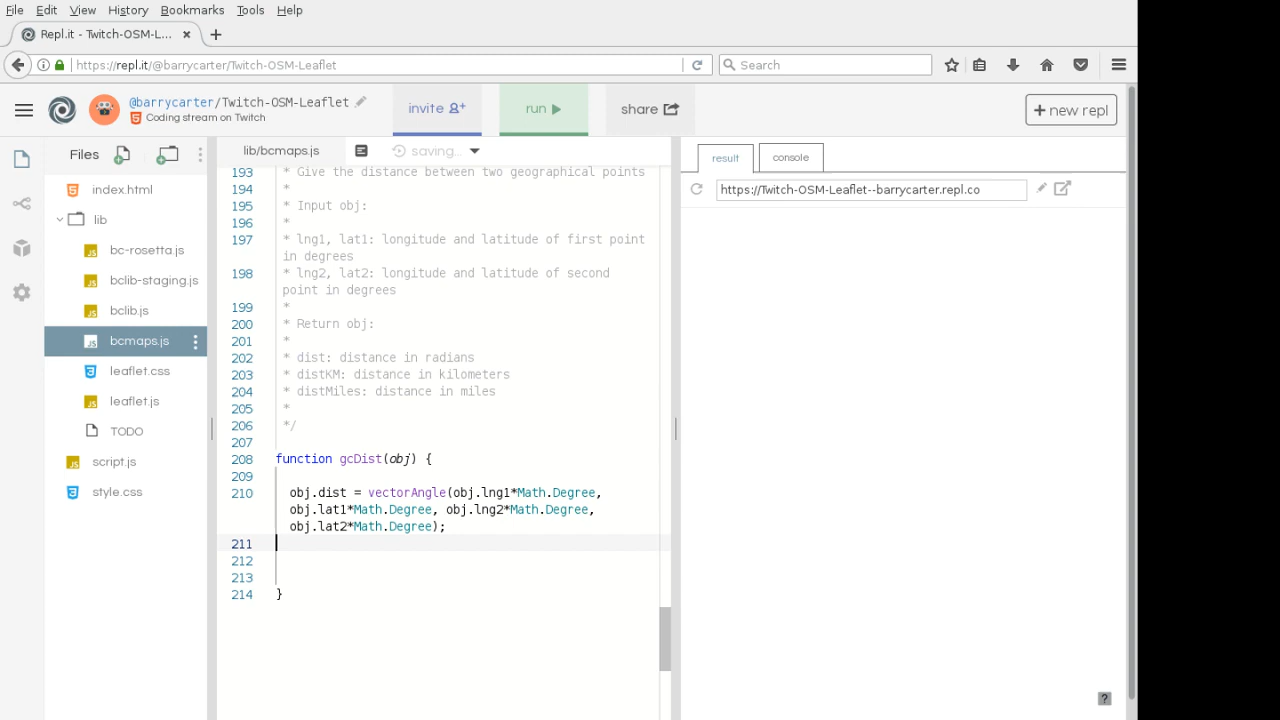 File Edit View History Bookmarks Tools Help
Repl.it - Twitch-OSM-L...
https://repl.it/@barrycarter/Twitch-OSM-Leaflet
Search
@barrycarter/Twitch-OSM-Leaflet
Coding stream on Twitch
invite
run
share
+ new repl
Files
lib/bcmaps.js
saving...
result
console
https://Twitch-OSM-Leaflet--barrycarter.repl.co
index.html
lib
JS bc-rosetta.js
JS bclib-staging.js
JS bclib.js
JS bcmaps.js
leaflet.css
JS leaflet.js
TODO
JS script.js
style.css
193 * Give the distance between two geographical points
194 *
195 * Input obj:
196 *
197 * lng1, lat1: longitude and latitude of first point
in degrees
198 * lng2, lat2: longitude and latitude of second
point in degrees
199 *
200 * Return obj:
201 *
202 * dist: distance in radians
203 * distKM: distance in kilometers
204 * distMiles: distance in miles
205 *
206 */
207
208 function gcDist(obj) {
209
210 obj.dist = vectorAngle(obj.lng1*Math.Degree,
obj.lat1*Math.Degree, obj.lng2*Math.Degree,
obj.lat2*Math.Degree);
211
212
213
214 }
?